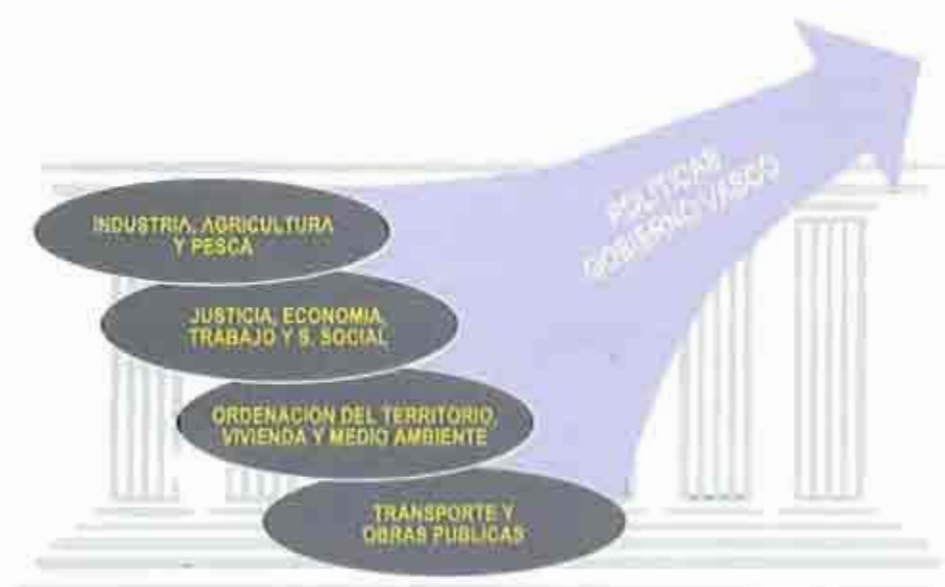 POLITICAS
GOBIERNO VASCO
INDUSTRIA, AGRICULTURA
Y PESCA
JUSTICIA, ECONOMIA,
TRABAJO Y S. SOCIAL
ORDENACION DEL TERRITORIO,
VIVIENDA Y MEDIO AMBIENTE
TRANSPORTE Y
OBRAS PUBLICAS